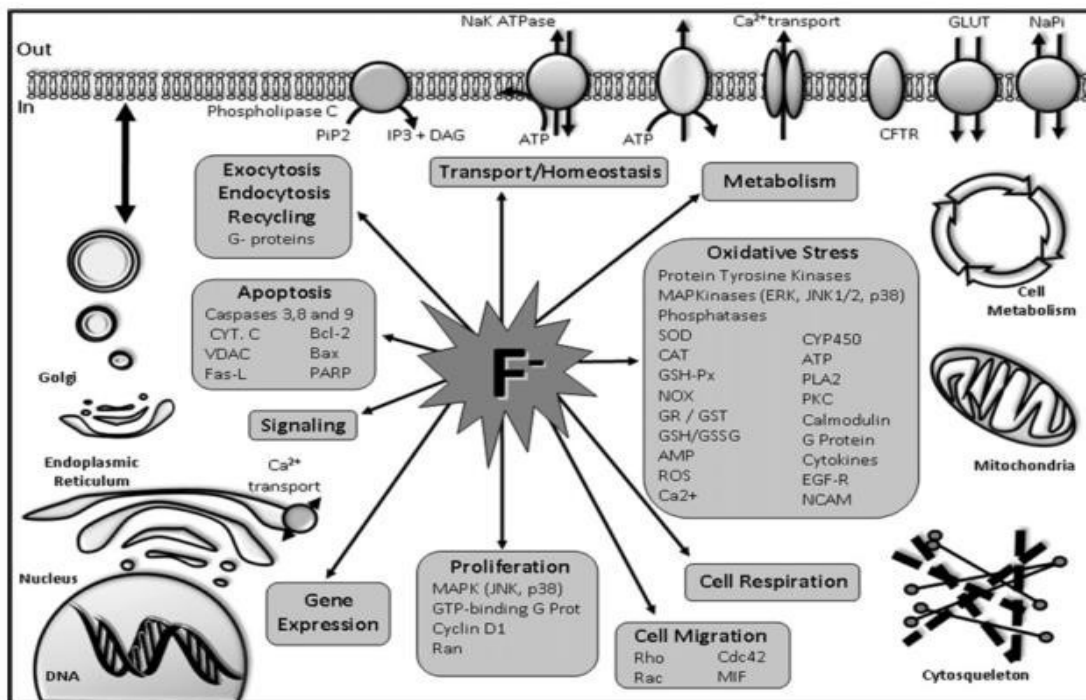 NaK ATPase
Ca²⁺transport
GLUT
NaPi
Out
In
Phospholipase C
PiP2
IP3 + DAG
ATP
ATP
CFTR
Exocytosis
Endocytosis
Recycling
G- proteins
Transport/Homeostasis
Metabolism
Apoptosis
Caspases 3,8 and 9
CYT. C Bcl-2
VDAC Bax
Fas-L PARP
Oxidative Stress
Protein Tyrosine Kinases
MAPKinases (ERK, JNK1/2, p38)
Phosphatases
SOD
CAT
GSH-Px
NOX
GR / GST
GSH/GSSG
AMP
ROS
Ca2+
CYP450
ATP
PLA2
PKC
Calmodulin
G Protein
Cytokines
EGF-R
NCAM
Cell
Metabolism
F⁻
Golgi
Signaling
Endoplasmic
Reticulum
Ca²⁺
transport
Mitochondria
Nucleus
DNA
Gene
Expression
Proliferation
MAPK (JNK, p38)
GTP-binding G Prot
Cyclin D1
Ran
Cell Respiration
Cell Migration
Rho Cdc42
Rac MIF
Cytosqueleton